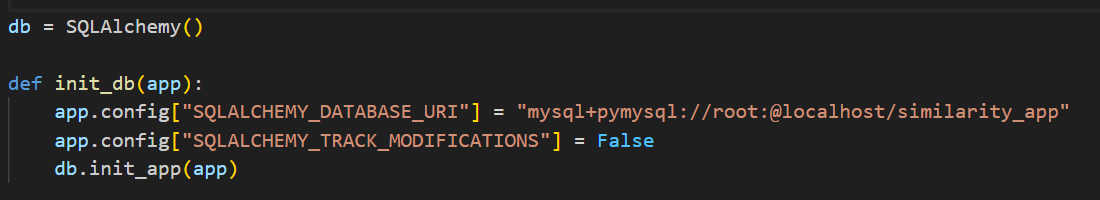 db = SQLAlchemy()
def init_db(app):
    app.config["SQLALCHEMY_DATABASE_URI"] = "mysql+pymysql://root:@localhost/similarity_app"
    app.config["SQLALCHEMY_TRACK_MODIFICATIONS"] = False
    db.init_app(app)